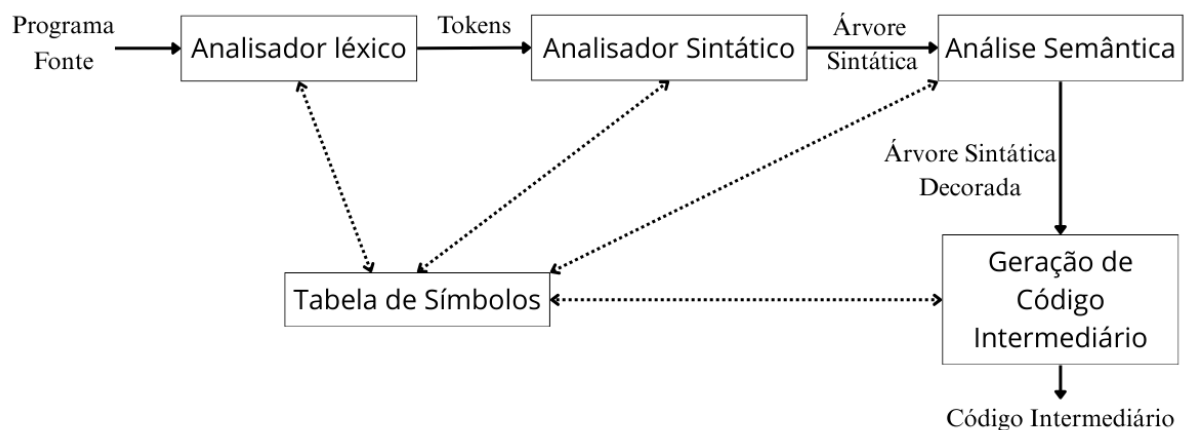 Programa
Fonte
Analisador léxico
Tokens
Analisador Sintático
Árvore
Sintática
Análise Semântica
Árvore Sintática
Decorada
Tabela de Símbolos
Geração de
Código
Intermediário
Código Intermediário